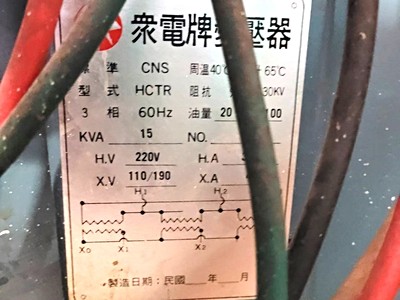 衆電牌變壓器
準 CNS 周溫40 65℃
型式 HCTR 阻抗 30KV
3相 60Hz 油量 20 100
KVA 15 NO.
H.V 220V H.A
X.V 110/190 X.A
H₁ H₂
X₀ X₁ X₂
製造日期：民國 年 月